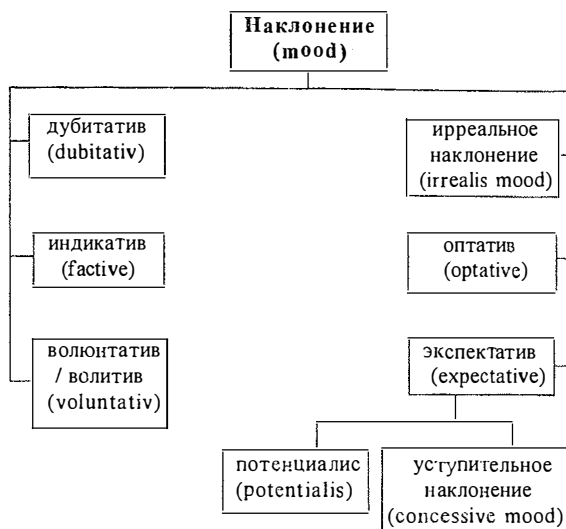 Наклонение
(mood)
дубитатив
(dubitativ)
ирреальное
наклонение
(irrealis mood)
индикатив
(factive)
оптатив
(optative)
волюнтатив
/ волитив
(voluntativ)
экспектатив
(expectative)
потенциалис
(potentialis)
уступительное
наклонение
(concessive mood)